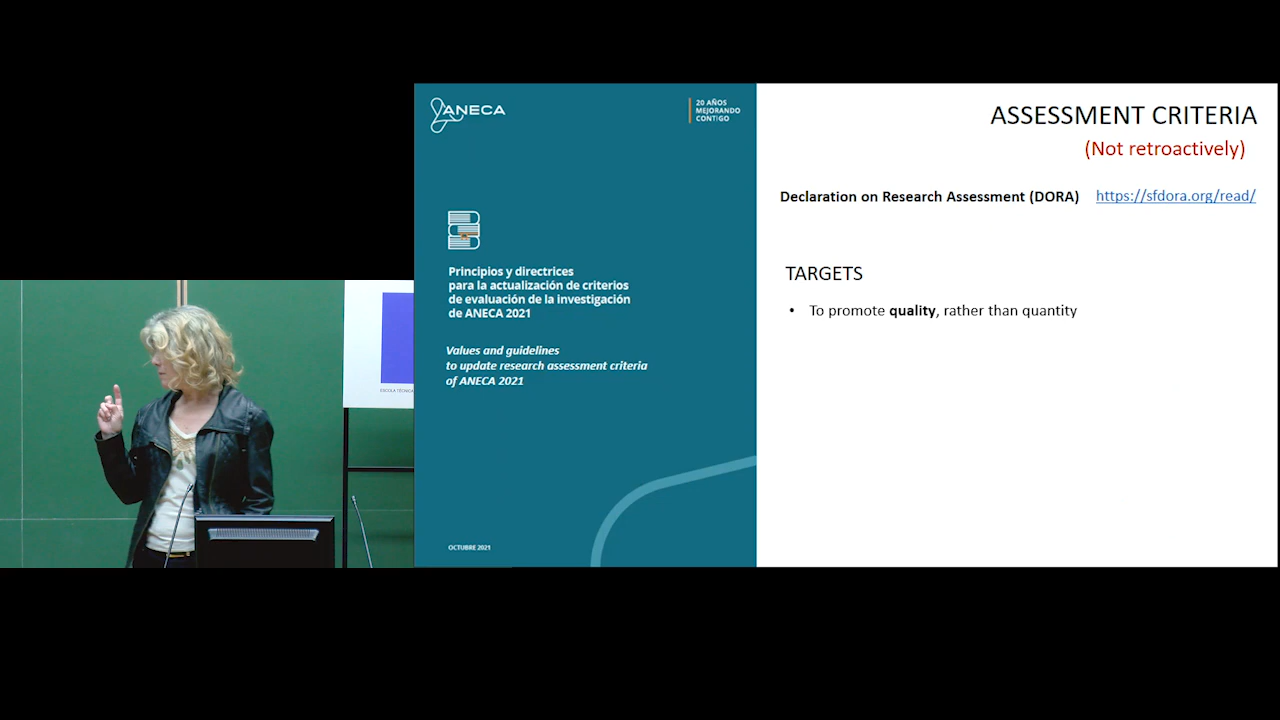 ANECA
20 AÑOS
MEJORANDO
CONTIGO
Principios y directrices
para la actualización de criterios
de evaluación de la investigación
de ANECA 2021
Values and guidelines
to update research assessment criteria
of ANECA 2021
OCTUBRE 2021
ASSESSMENT CRITERIA
(Not retroactively)
Declaration on Research Assessment (DORA) https://sfdora.org/read/
TARGETS
• To promote quality, rather than quantity
ESCOLA TÈCNICA